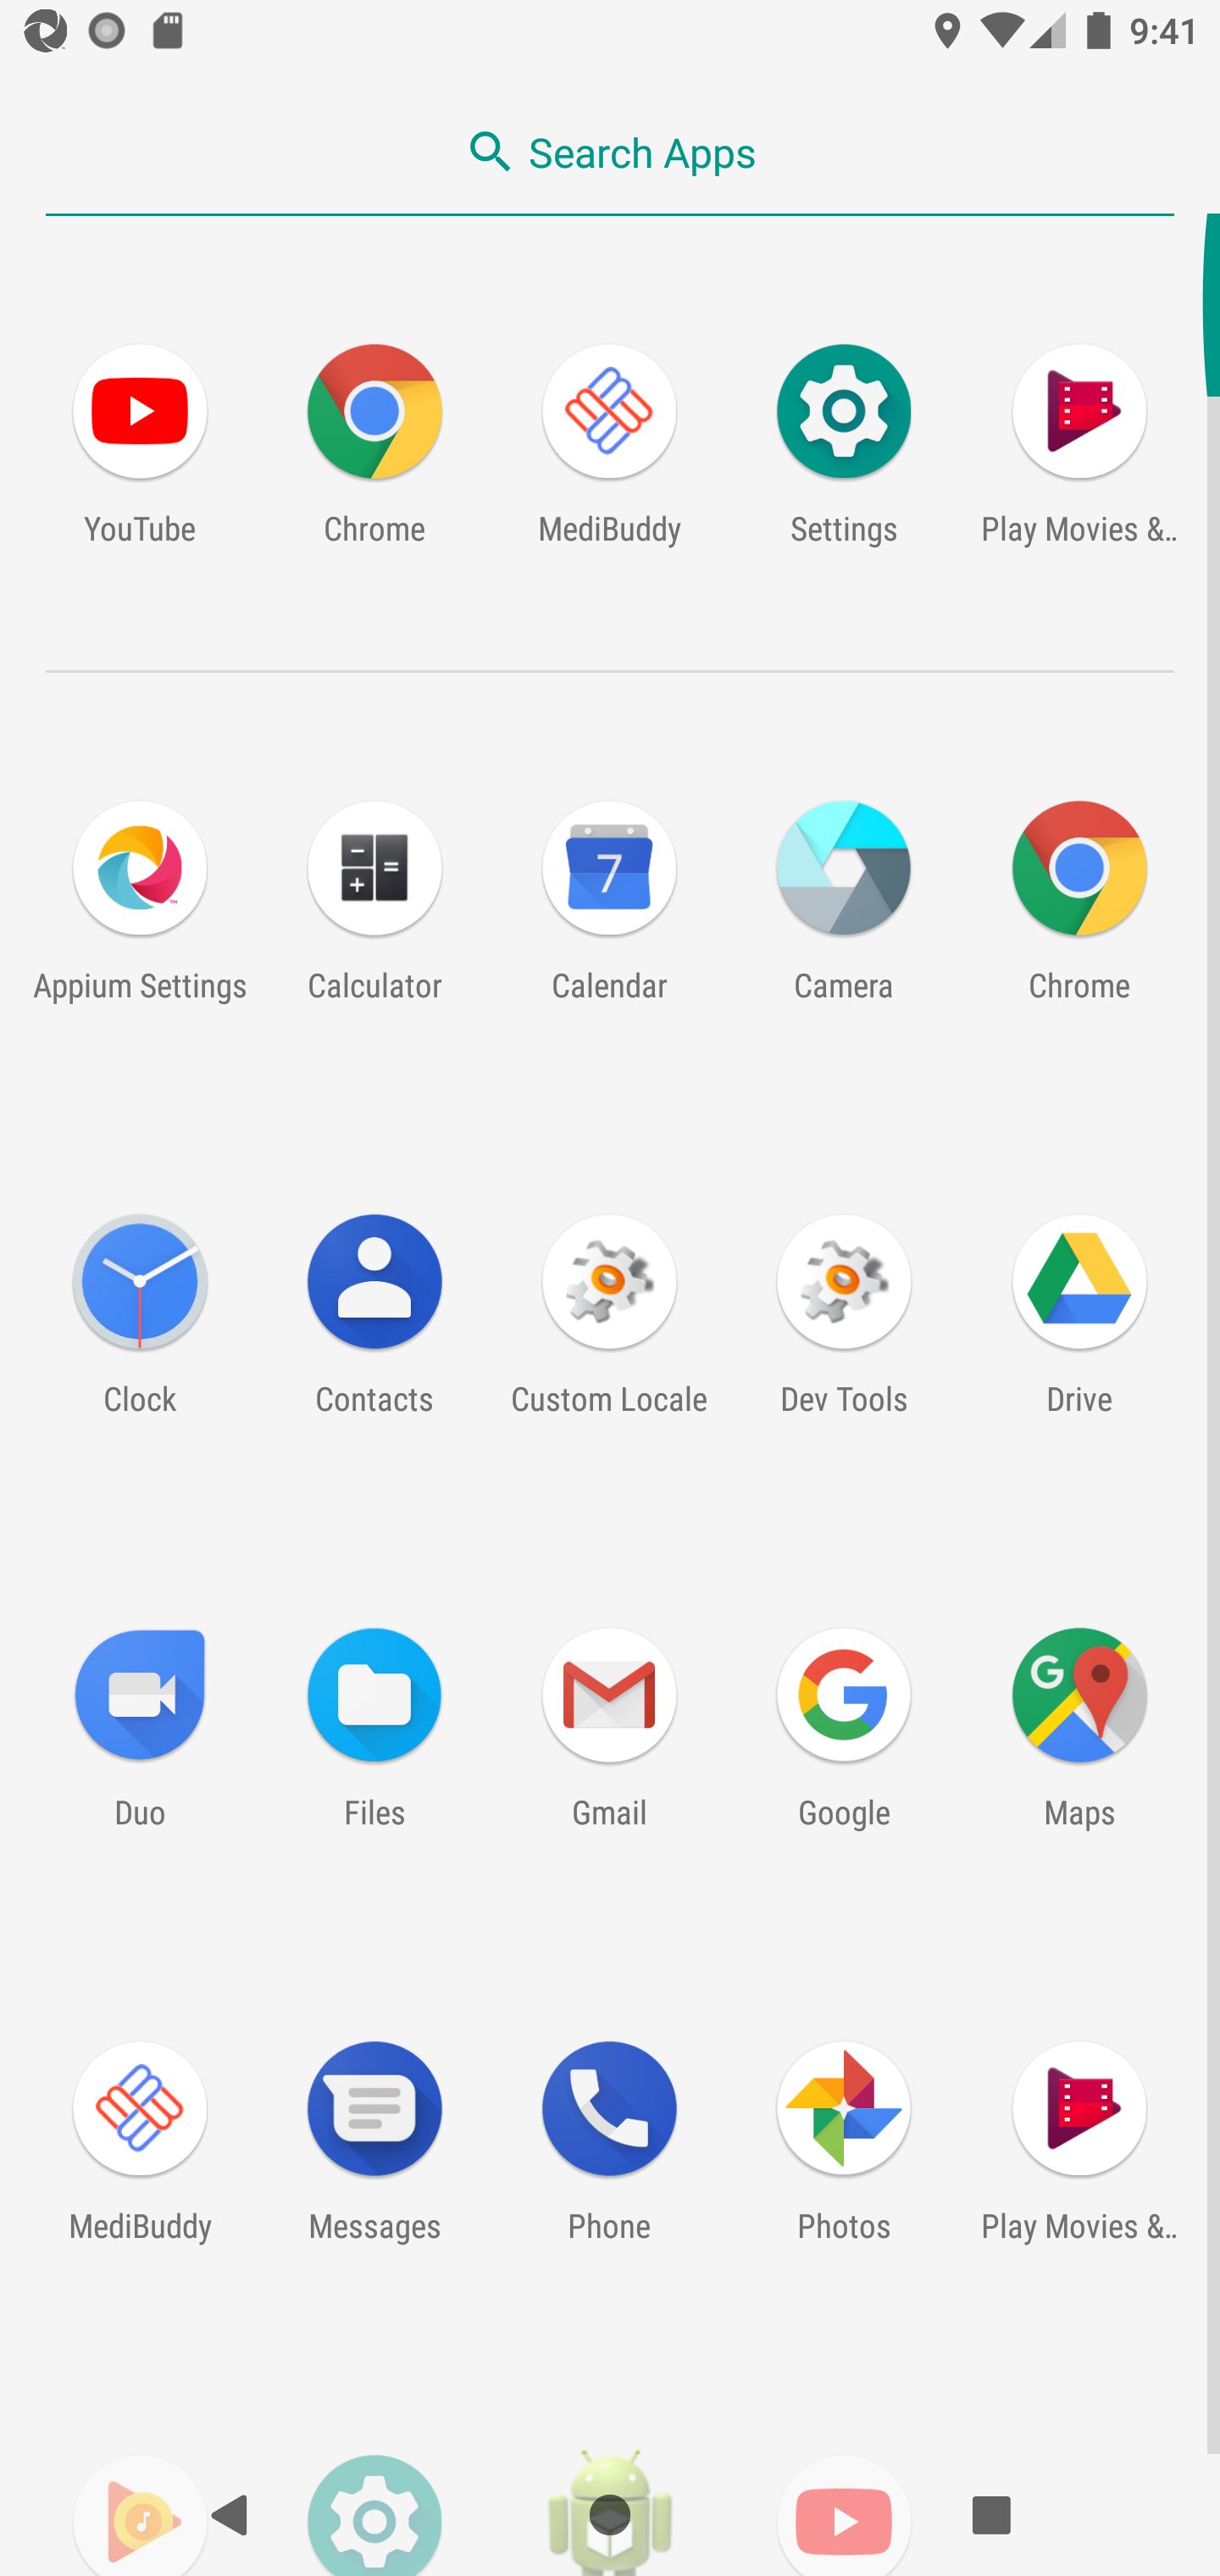 9:41
Search Apps
YouTube
Chrome
MediBuddy
Settings
Play Movies &..
7
Appium Settings
Calculator
Calendar
Camera
Chrome
Clock
Contacts
Custom Locale
Dev Tools
Drive
Duo
Files
Gmail
Google
Maps
MediBuddy
Messages
Phone
Photos
Play Movies &..